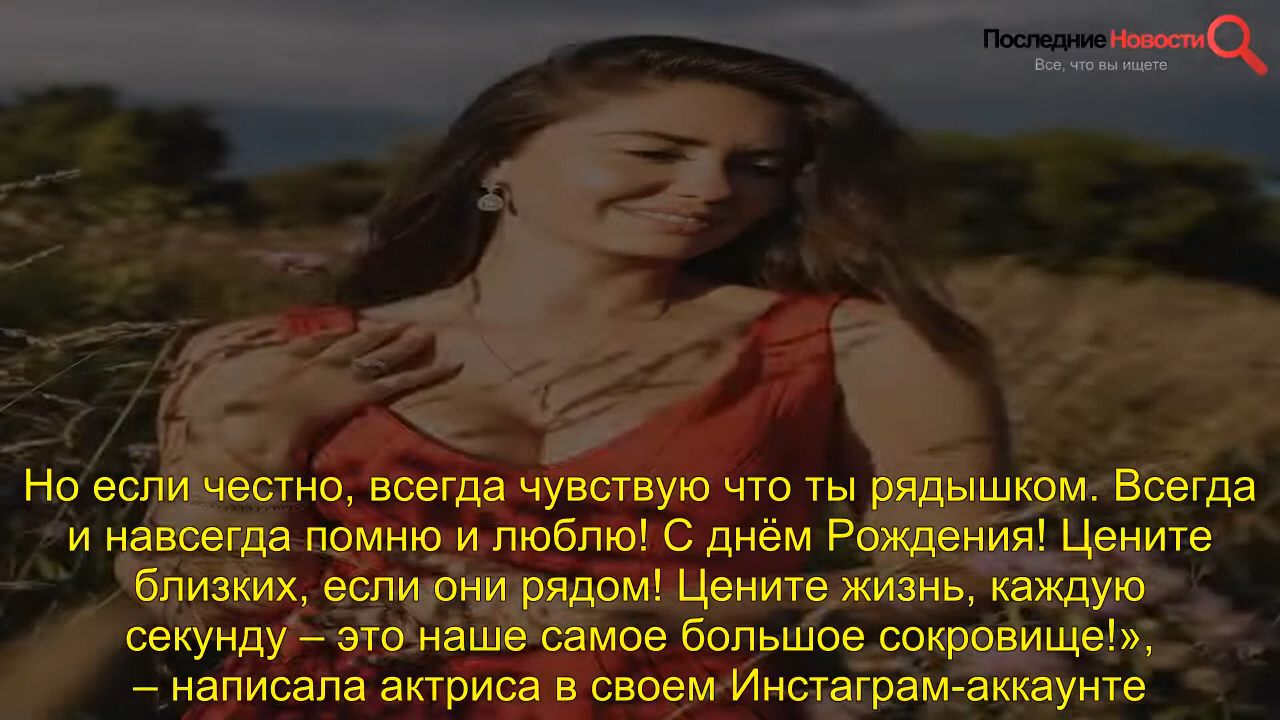 Последние Новости
Все, что вы ищете
Но если честно, всегда чувствую что ты рядышком. Всегда
и навсегда помню и люблю! С днём Рождения! Цените
близких, если они рядом! Цените жизнь, каждую
секунду – это наше самое большое сокровище!»,
– написала актриса в своем Инстаграм-аккаунте